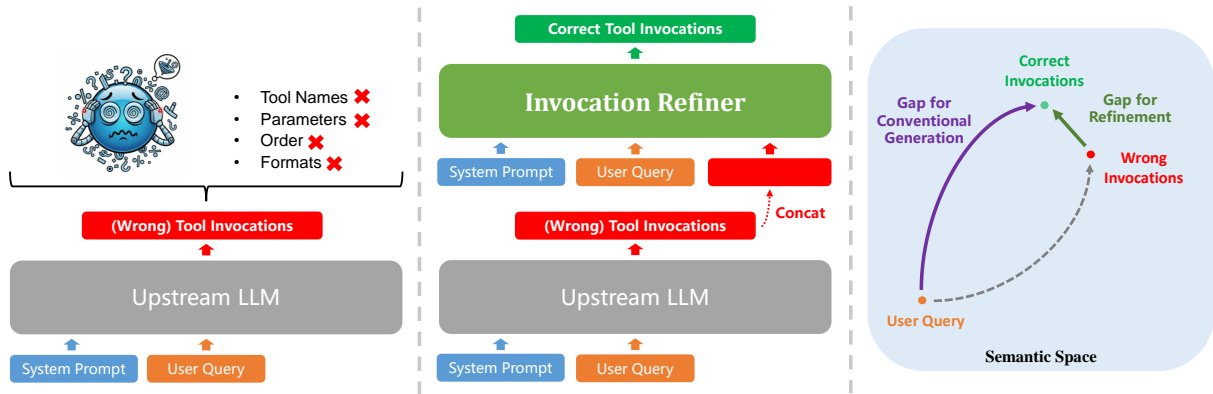 • Tool Names
• Parameters
• Order
• Formats
(Wrong) Tool Invocations
Upstream LLM
System Prompt
User Query
Correct Tool Invocations
Invocation Refiner
System Prompt
User Query
Concat
(Wrong) Tool Invocations
Upstream LLM
System Prompt
User Query
Correct
Invocations
Gap for
Conventional
Generation
Gap for
Refinement
Wrong
Invocations
User Query
Semantic Space